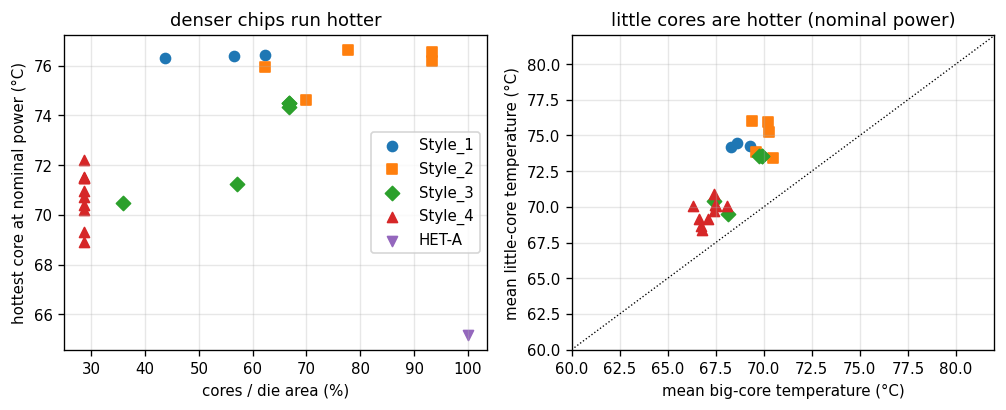 denser chips run hotter
hottest core at nominal power (°C)
76
74
72
70
68
66
30
40
50
60
70
80
90
100
cores / die area (%)
Style_1
Style_2
Style_3
Style_4
HET-A
little cores are hotter (nominal power)
mean little-core temperature (°C)
80.0
77.5
75.0
72.5
70.0
67.5
65.0
62.5
60.0
60.0
62.5
65.0
67.5
70.0
72.5
75.0
77.5
80.0
mean big-core temperature (°C)